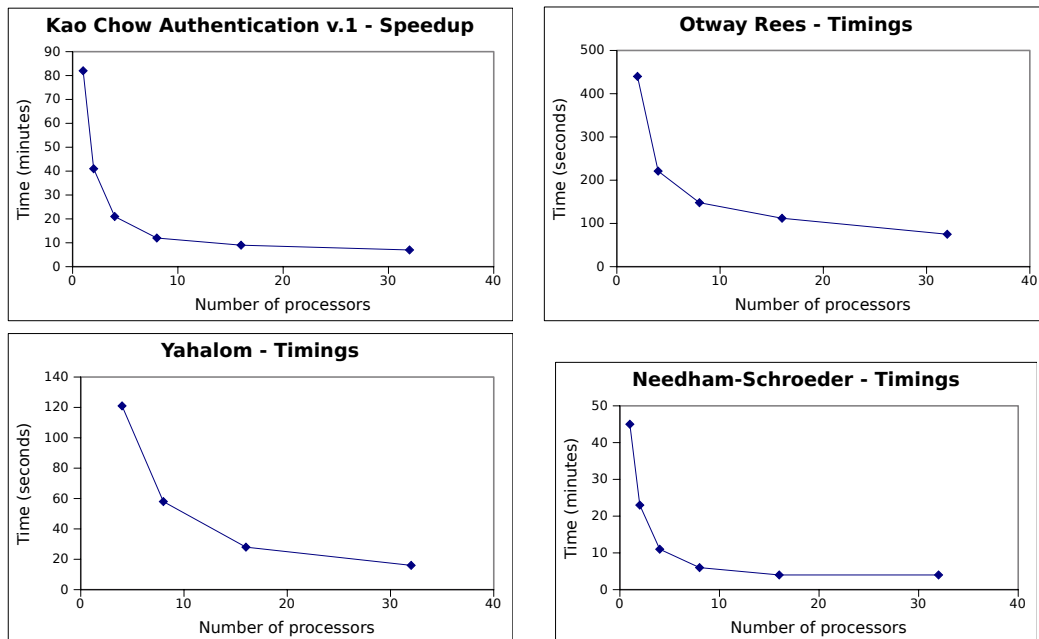 Kao Chow Authentication v.1 - Speedup
90
80
70
60
50
40
30
20
10
0
Time (minutes)
0 10 20 30 40
Number of processors
Otway Rees - Timings
500
400
300
200
100
0
Time (seconds)
0 10 20 30 40
Number of processors
Yahalom - Timings
140
120
100
80
60
40
20
0
Time (seconds)
0 10 20 30 40
Number of processors
Needham-Schroeder - Timings
50
40
30
20
10
0
Time (minutes)
0 10 20 30 40
Number of processors